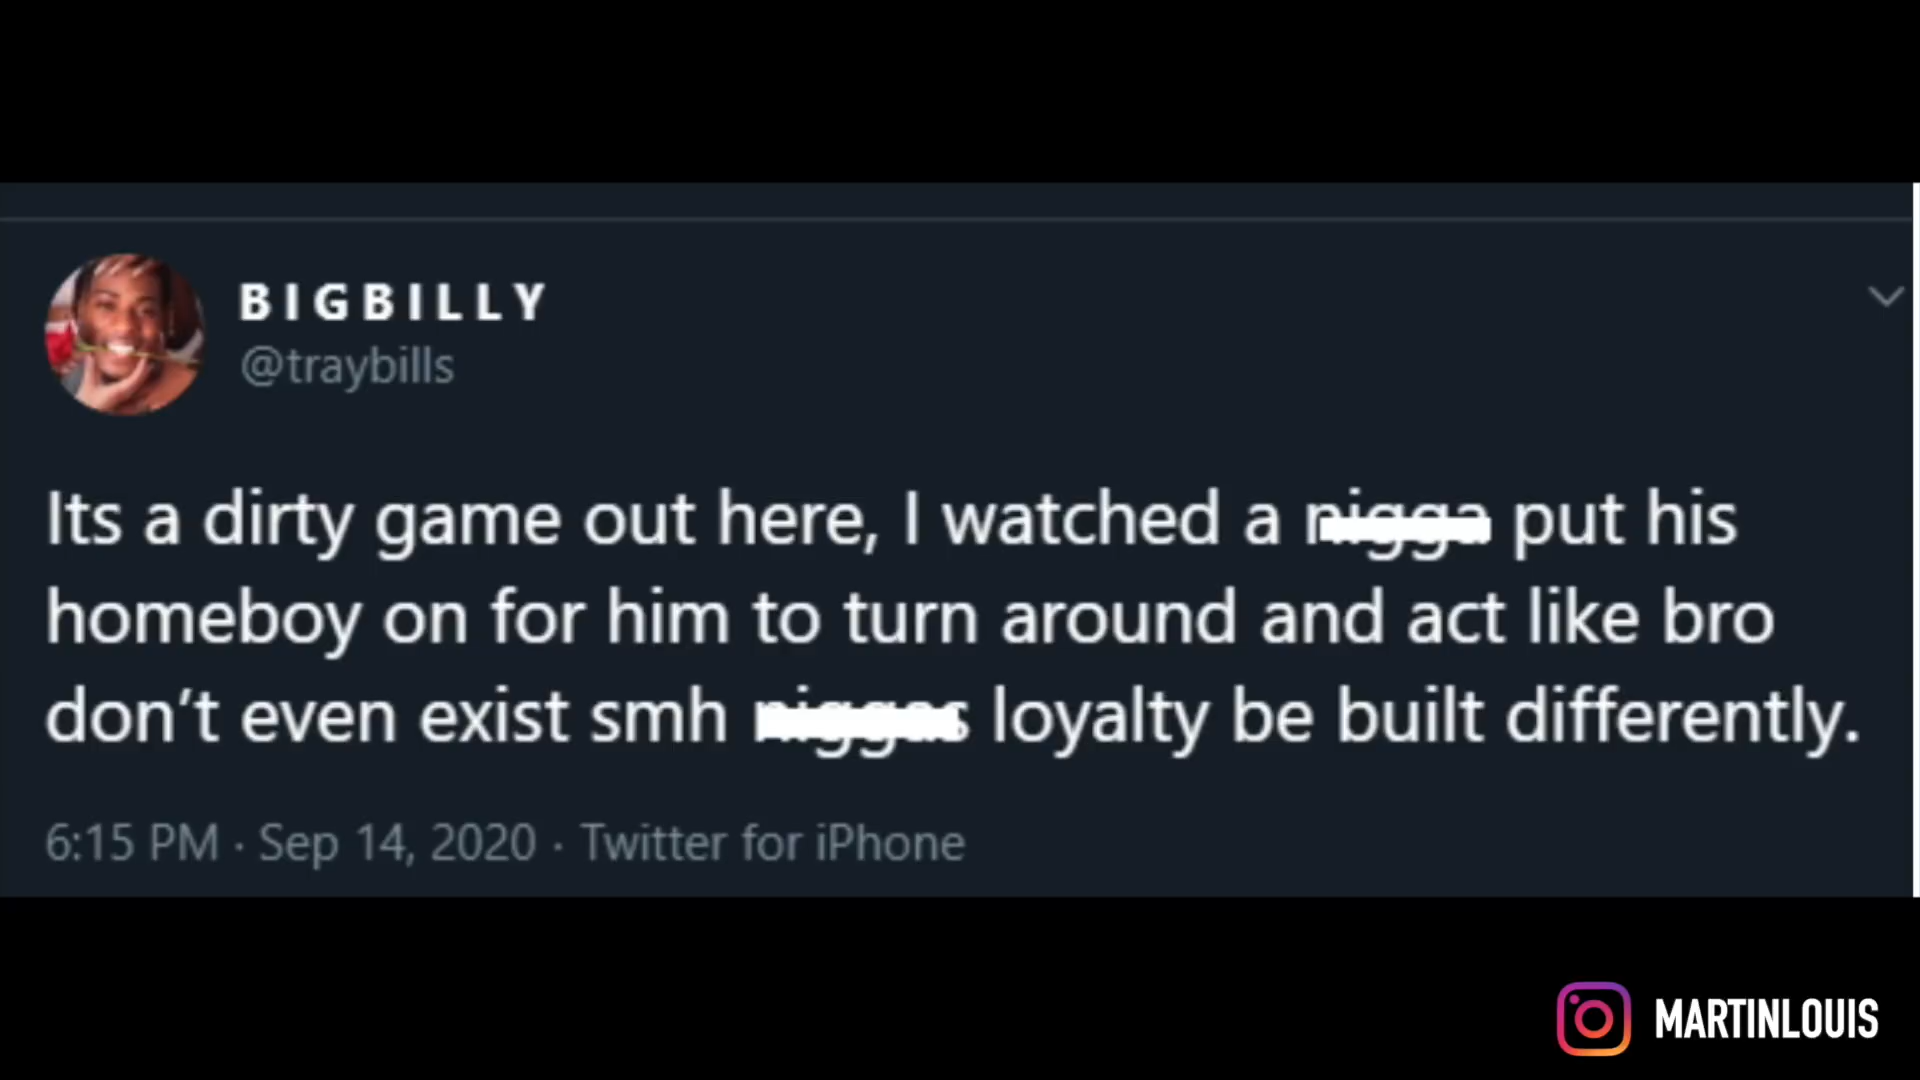 BIGBILLY
@traybills
Its a dirty game out here, I watched a nigga put his
homeboy on for him to turn around and act like bro
don’t even exist smh niggas loyalty be built differently.
6:15 PM · Sep 14, 2020 · Twitter for iPhone
MARTINLOUIS